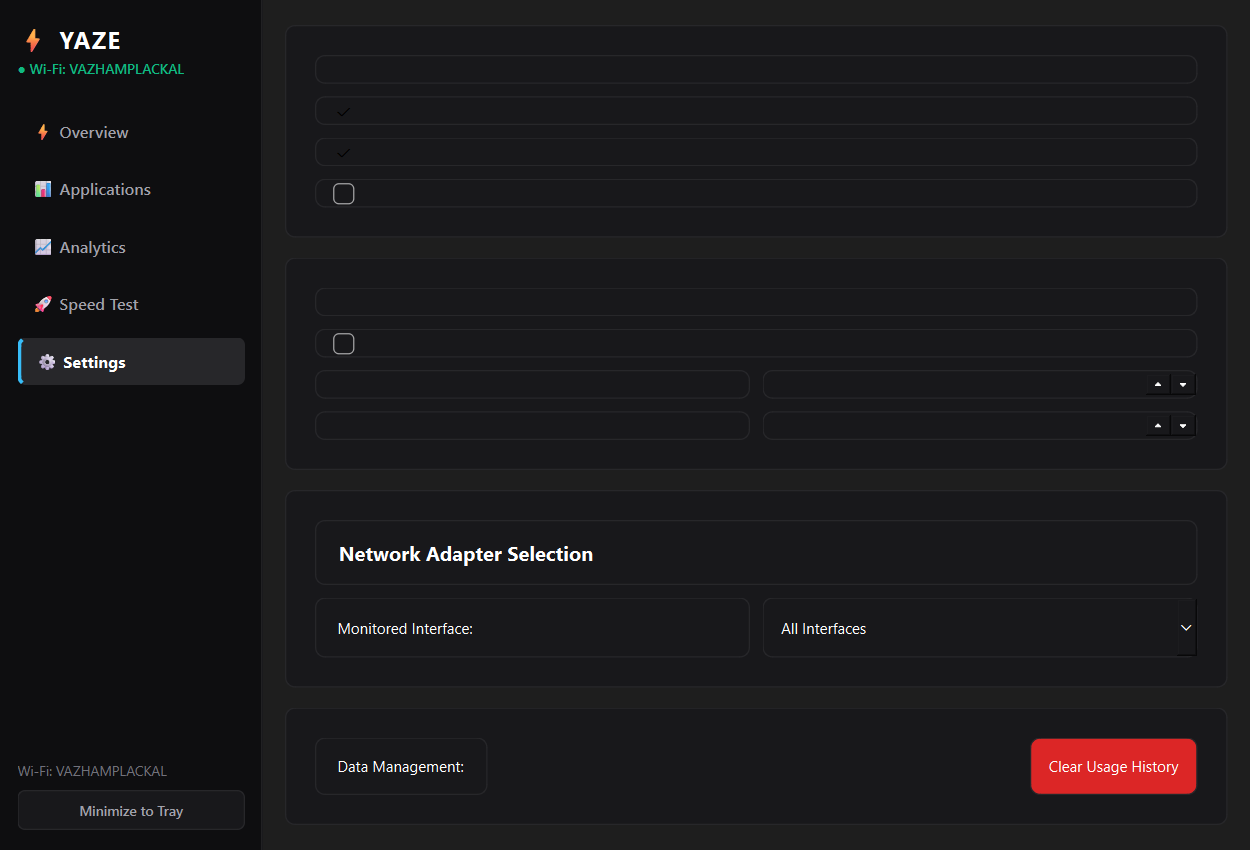 YAZE
● Wi-Fi: VAZHAMPLACKAL
Overview
Applications
Analytics
Speed Test
Settings
Network Adapter Selection
Monitored Interface:
All Interfaces
Data Management:
Clear Usage History
Wi-Fi: VAZHAMPLACKAL
Minimize to Tray